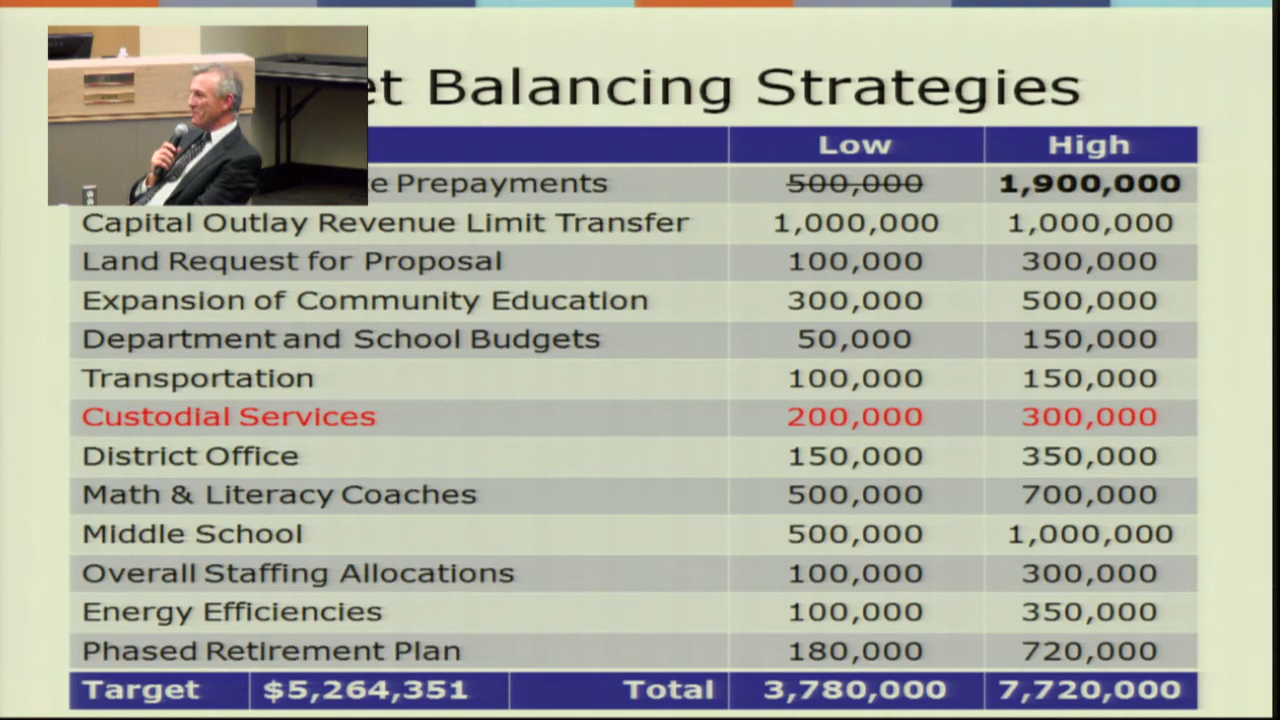 et Balancing Strategies
Low High
e Prepayments 500,000 1,900,000
Capital Outlay Revenue Limit Transfer 1,000,000 1,000,000
Land Request for Proposal 100,000 300,000
Expansion of Community Education 300,000 500,000
Department and School Budgets 50,000 150,000
Transportation 100,000 150,000
Custodial Services 200,000 300,000
District Office 150,000 350,000
Math & Literacy Coaches 500,000 700,000
Middle School 500,000 1,000,000
Overall Staffing Allocations 100,000 300,000
Energy Efficiencies 100,000 350,000
Phased Retirement Plan 180,000 720,000
Target $5,264,351 Total 3,780,000 7,720,000